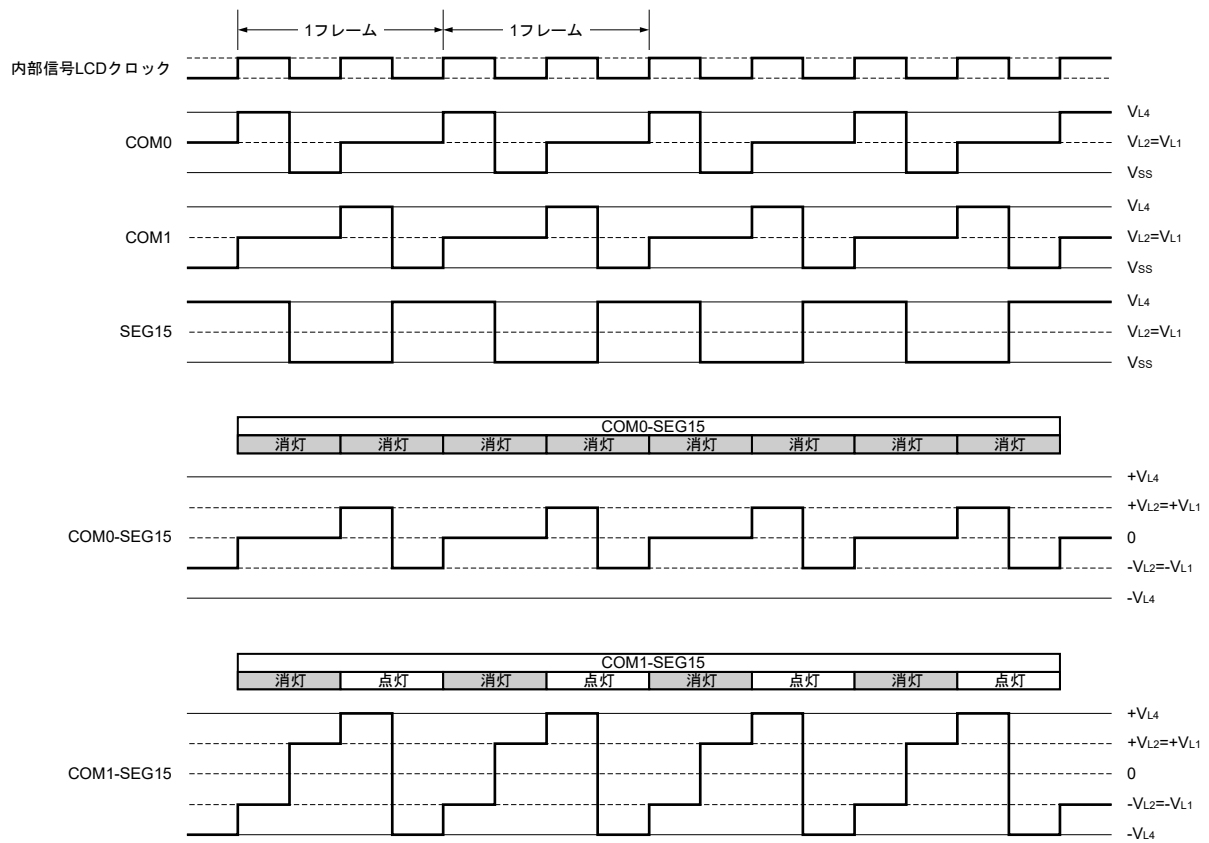 1フレーム 1フレーム
内部信号LCDクロック
COM0
VL4
VL2=VL1
VSS
COM1
VL4
VL2=VL1
VSS
SEG15
VL4
VL2=VL1
VSS
COM0-SEG15
消灯 消灯 消灯 消灯 消灯 消灯 消灯 消灯
COM0-SEG15
+VL4
+VL2=+VL1
0
-VL2=-VL1
-VL4
COM1-SEG15
消灯 点灯 消灯 点灯 消灯 点灯 消灯 点灯
COM1-SEG15
+VL4
+VL2=+VL1
0
-VL2=-VL1
-VL4